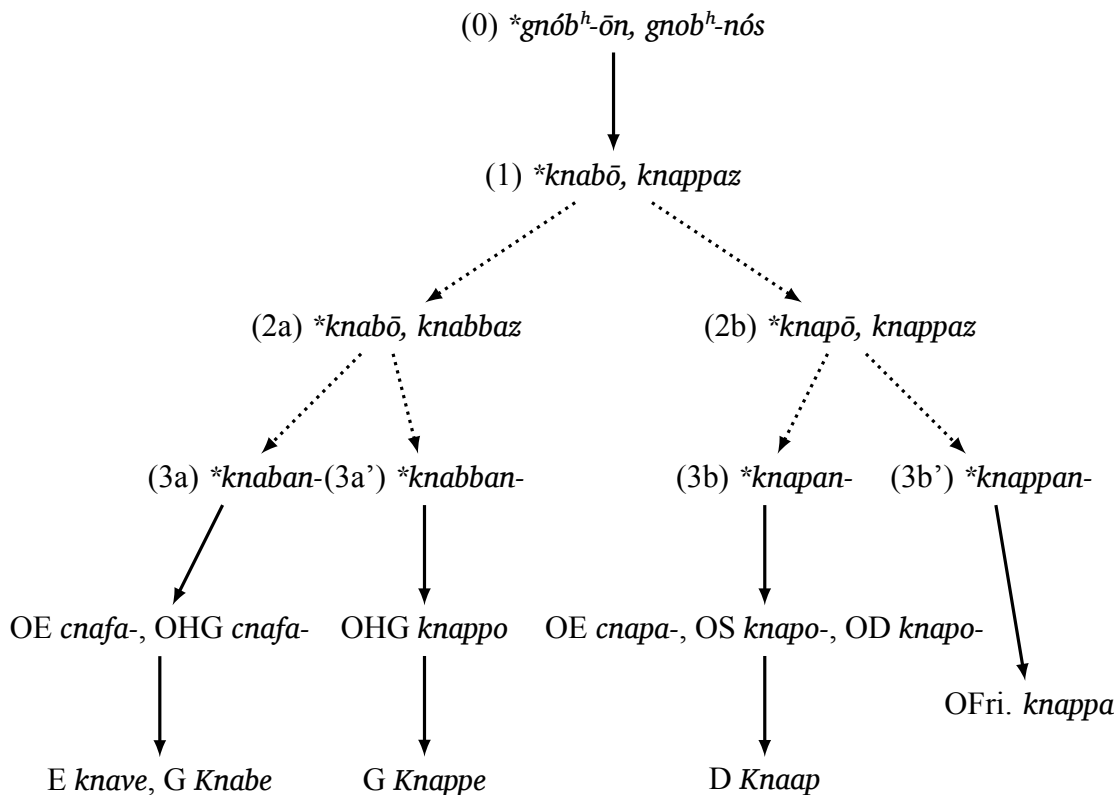 (0) *gnóbʰ-ōn, gnobʰ-nós
(1) *knabō, knappaz
(2a) *knabō, knabbaz (2b) *knapō, knappaz
(3a) *knaban-(3a’) *knabban- (3b) *knapan- (3b’) *knappan-
OE cnafa-, OHG cnafa- OHG knappo OE cnapa-, OS knapo-, OD knapo-
OFri. knappa
E knave, G Knabe G Knappe D Knaap